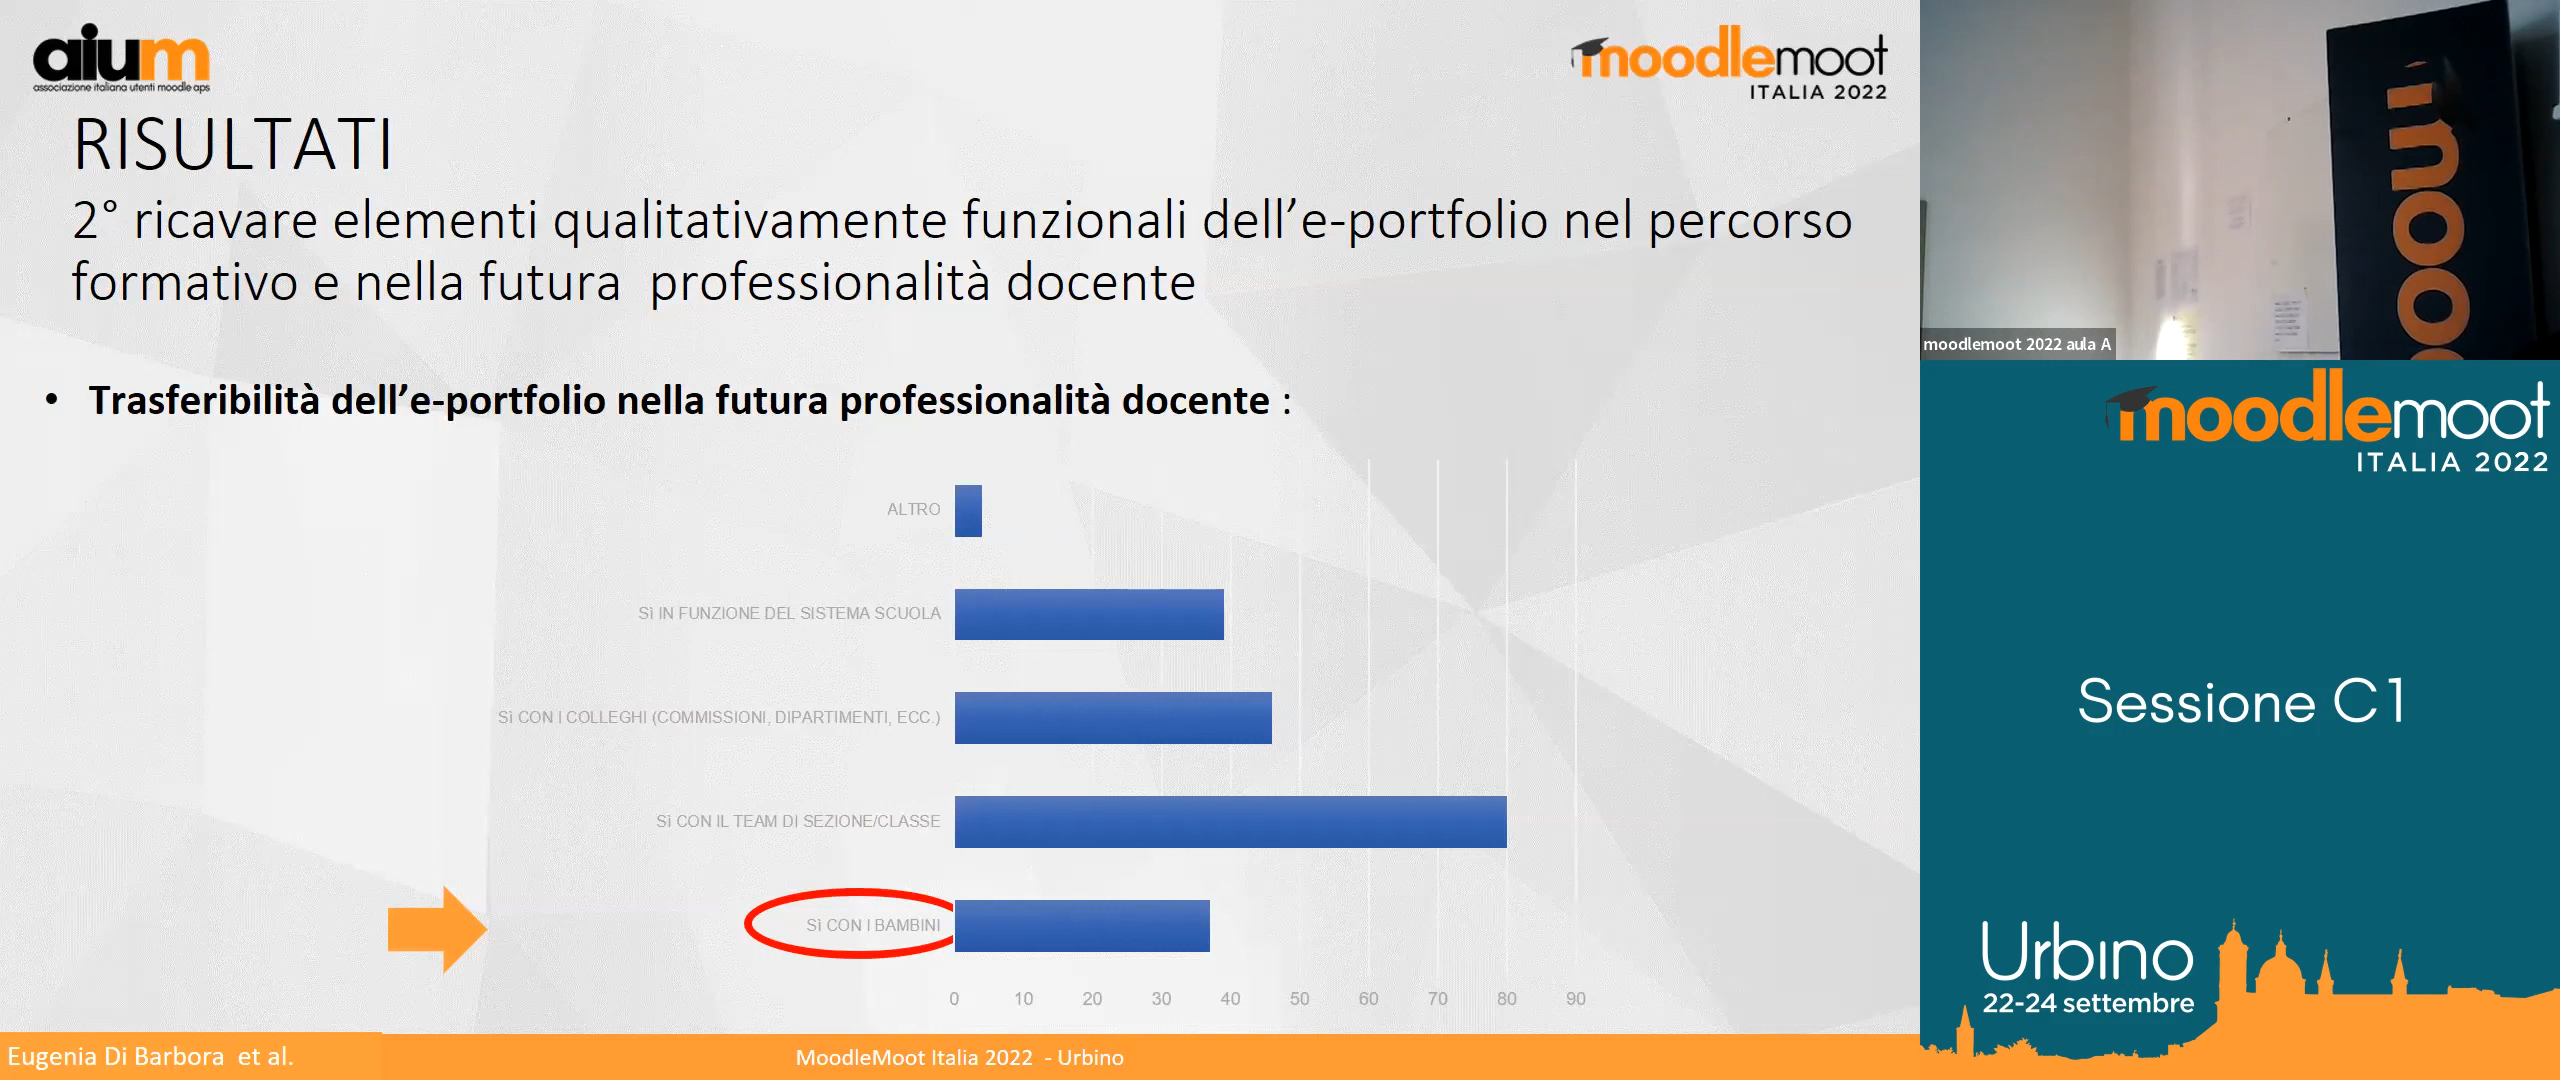 aium
associazione italiana utenti moodle aps
moodlemoot
ITALIA 2022
RISULTATI
2° ricavare elementi qualitativamente funzionali dell’e-portfolio nel percorso
formativo e nella futura professionalità docente
• Trasferibilità dell’e-portfolio nella futura professionalità docente :
ALTRO
Sì IN FUNZIONE DEL SISTEMA SCUOLA
Sì CON I COLLEGHI (COMMISSIONI, DIPARTIMENTI, ECC.)
Sì CON IL TEAM DI SEZIONE/CLASSE
Sì CON I BAMBINI
0 10 20 30 40 50 60 70 80 90
Eugenia Di Barbora et al.
MoodleMoot Italia 2022 - Urbino
moodlemoot 2022 aula A
moodlemoot
ITALIA 2022
Sessione C1
Urbino
22-24 settembre